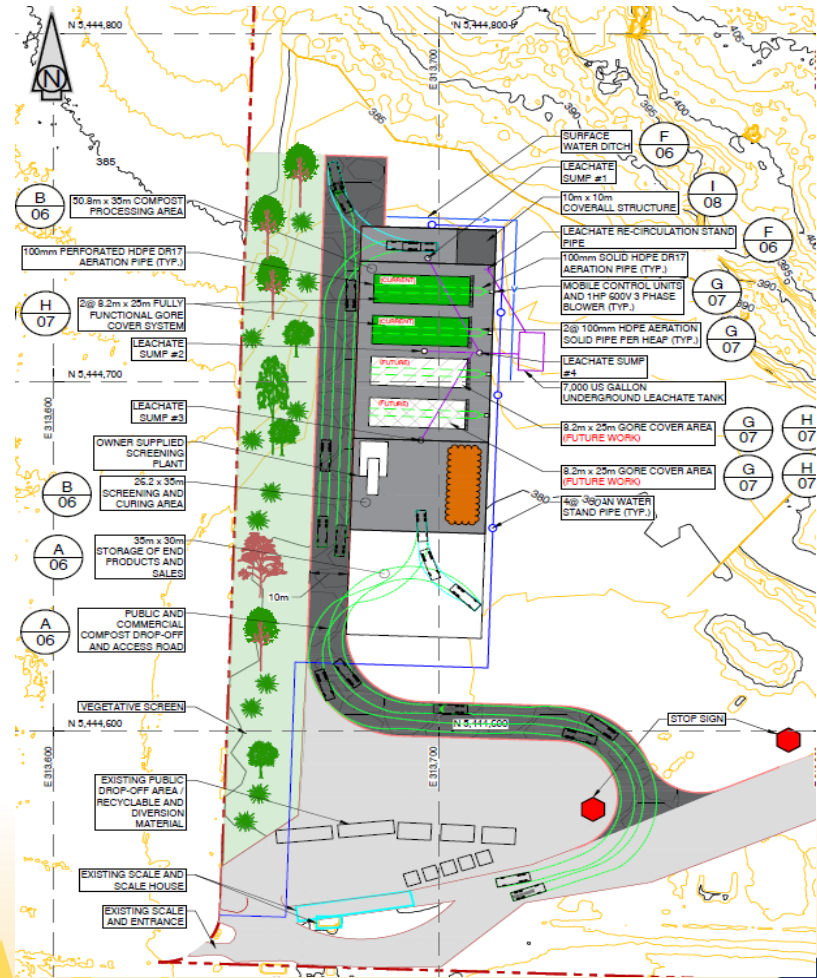 N 5,444,800
N 5,444,800
E 313,700
405
400
395
390
385
N
SURFACE
WATER DITCH
F
06
LEACHATE
SUMP #1
10m x 10m
COVERALL STRUCTURE
I
08
385
B
06
50.8m x 35m COMPOST
PROCESSING AREA
LEACHATE RE-CIRCULATION STAND
PIPE
F
06
390
395
390
100mm PERFORATED HDPE DR17
AERATION PIPE (TYP.)
100mm SOLID HDPE DR17
AERATION PIPE (TYP.)
(CURRENT)
MOBILE CONTROL UNITS
AND 1HP 600V 3 PHASE
BLOWER (TYP.)
G
07
H
07
2@ 8.2m x 25m FULLY
FUNCTIONAL GORE
COVER SYSTEM
(CURRENT)
2@ 100mm HDPE AERATION
SOLID PIPE PER HEAP (TYP.)
G
07
LEACHATE
SUMP #2
LEACHATE SUMP
#4
(FUTURE)
N 5,444,700
7,000 US GALLON
UNDERGROUND LEACHATE TANK
E 313,600
LEACHATE
SUMP #3
(FUTURE)
8.2m x 25m GORE COVER AREA
(FUTURE WORK)
G
07
H
07
OWNER SUPPLIED
SCREENING
PLANT
8.2m x 25m GORE COVER AREA
(FUTURE WORK)
G
07
H
07
B
06
26.2 x 35m
SCREENING AND
CURING AREA
380
380
STAND PIPE (TYP.)
A
06
35m x 30m
STORAGE OF END
PRODUCTS AND
SALES
10m
A
06
PUBLIC AND
COMMERCIAL
COMPOST DROP-OFF
AND ACCESS ROAD
VEGETATIVE SCREEN
STOP SIGN
N 5,444,600
N 5,444,600
E 313,600
E 313,700
EXISTING PUBLIC
DROP-OFF AREA /
RECYCLABLE AND
DIVERSION
MATERIAL
EXISTING SCALE AND
SCALE HOUSE
EXISTING SCALE
AND ENTRANCE